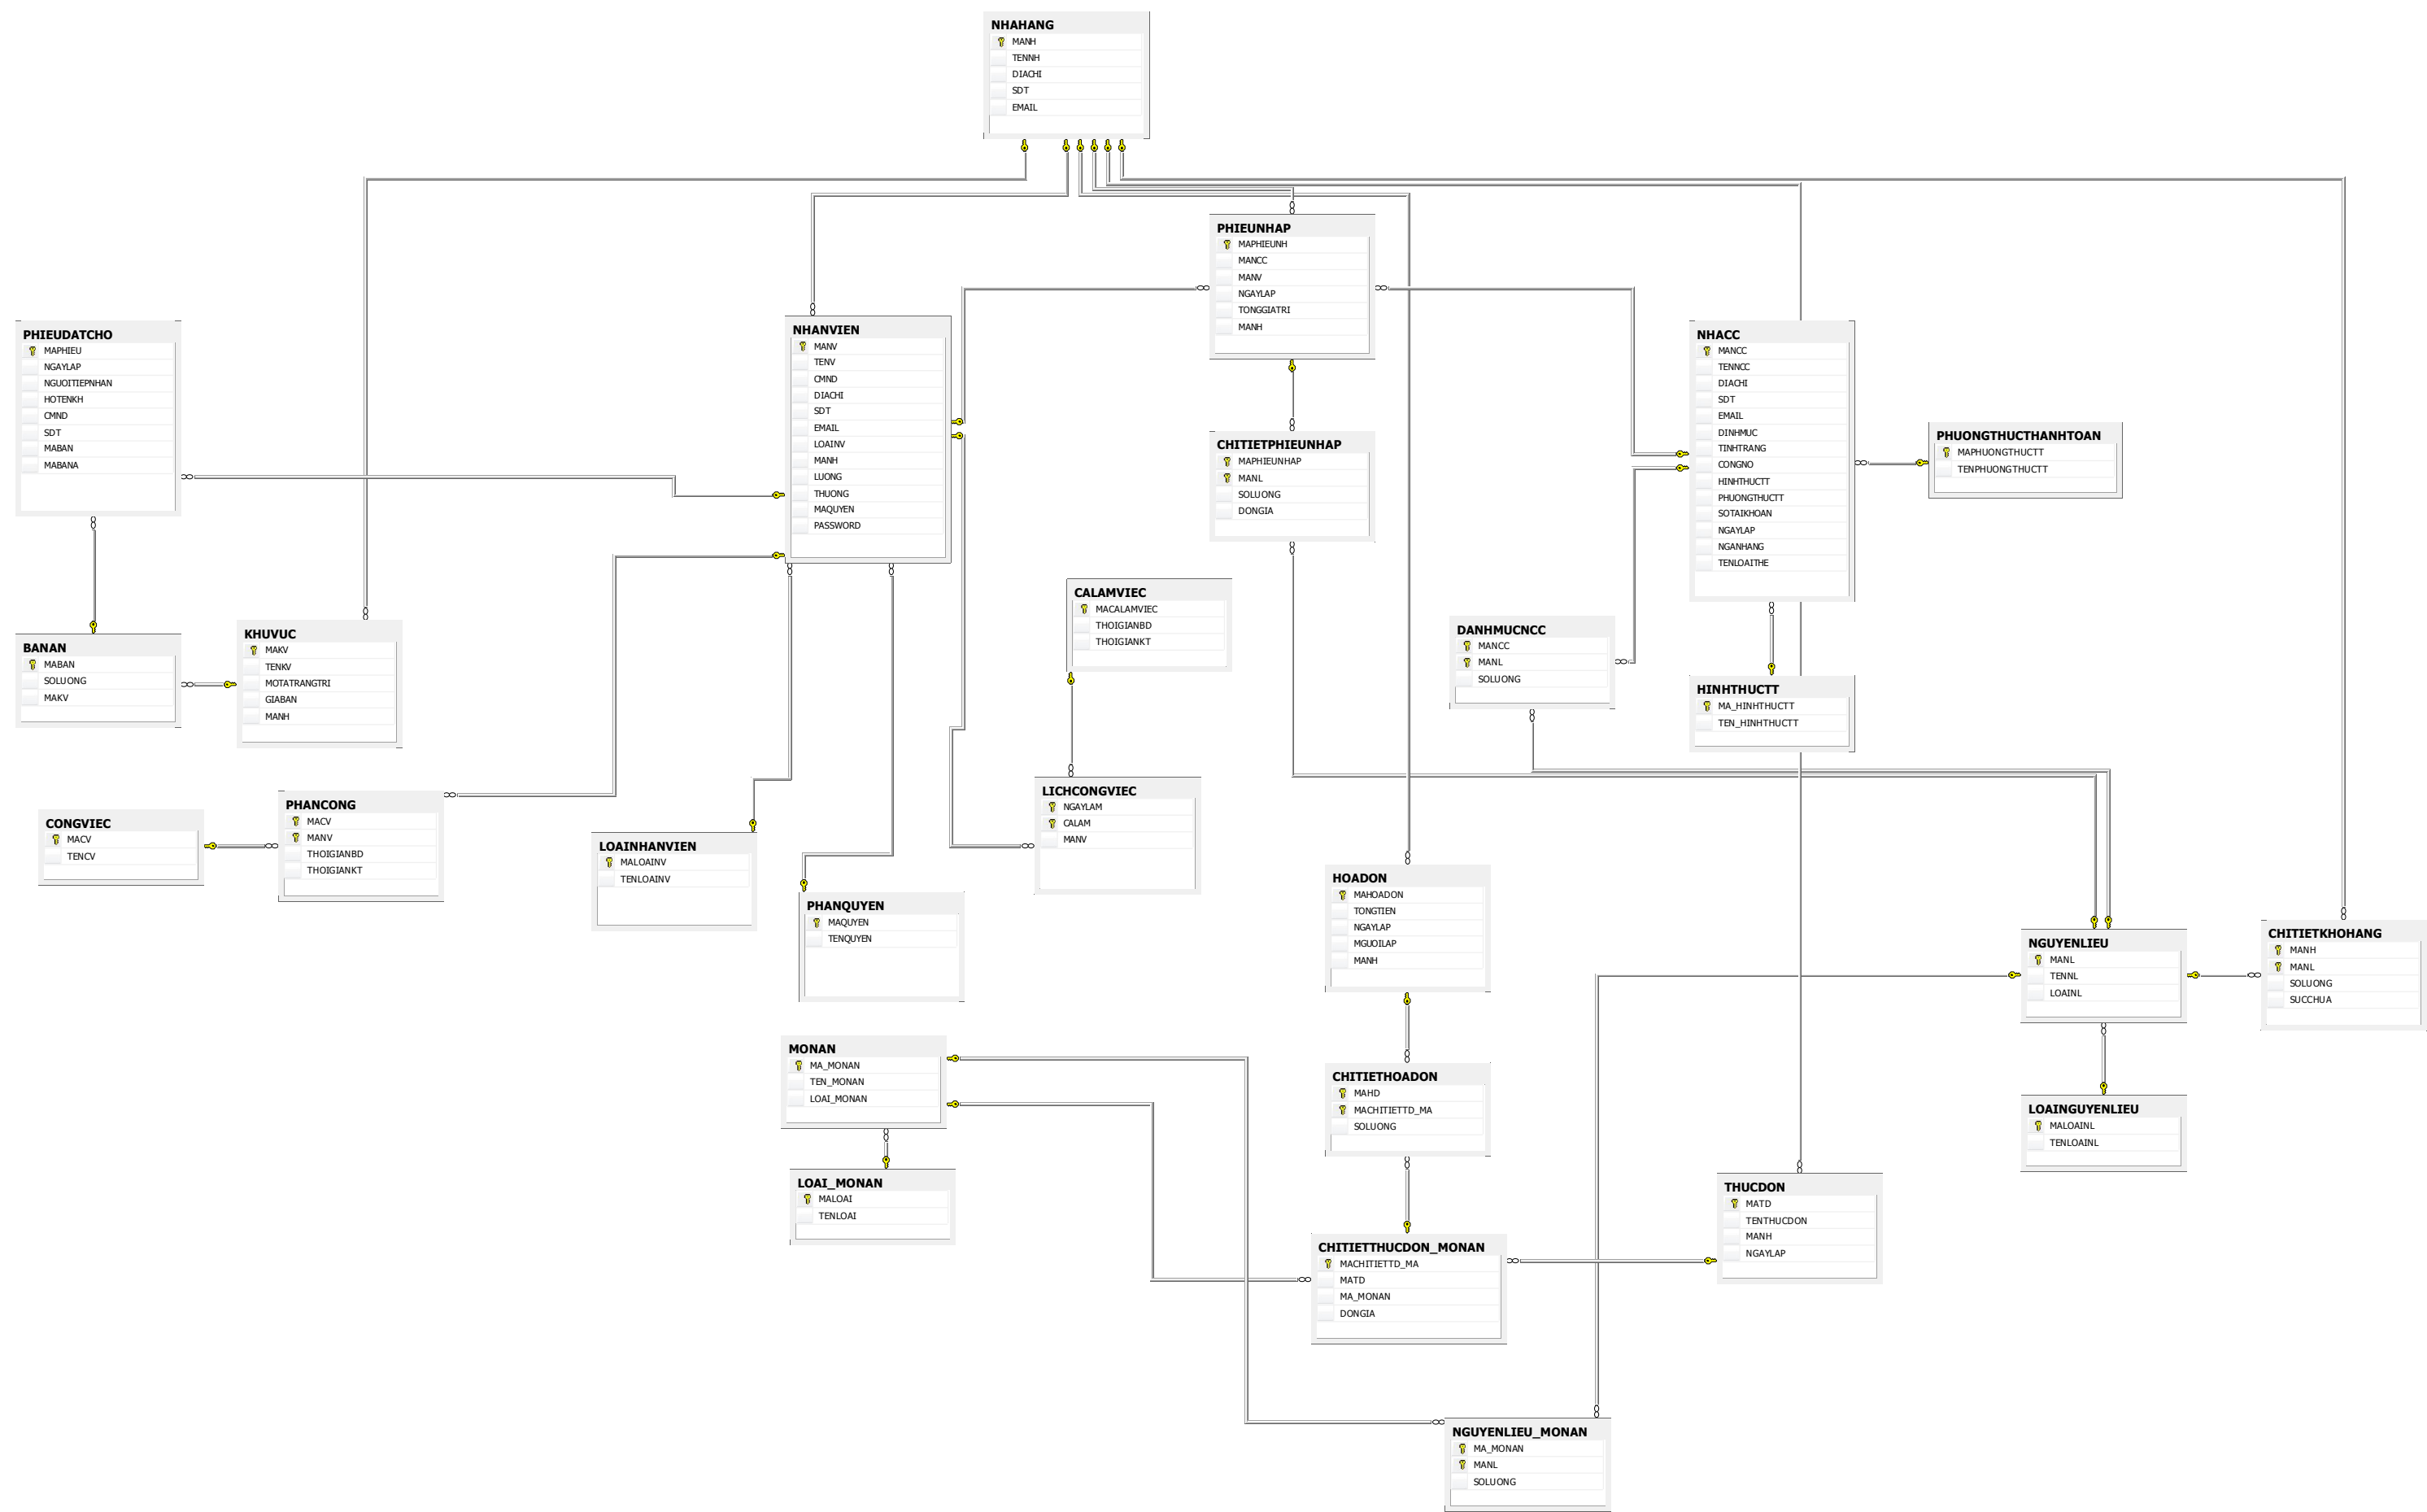 NHAHANG
MANH
TENNH
DIACHI
SDT
EMAIL
PHIEUNHAP
MAPHIEUNH
MANCC
MANV
NGAYLAP
TONGGIATRI
MANH
PHIEUDATCHO
MAPHIEU
NGAYLAP
NGUOITIEPNHAN
HOTENKH
CMND
SDT
MABAN
MABANA
NHANVIEN
MANV
TENV
CMND
DIACHI
SDT
EMAIL
LOAINV
MANH
LUONG
THUONG
MAQUYEN
PASSWORD
NHACC
MANCC
TENNCC
DIACHI
SDT
EMAIL
DINHMUC
TINHTRANG
CONGNO
HINHTHUCTT
PHUONGTHUCTT
SOTAIKHOAN
NGAYLAP
NGANHANG
TENLOAITHE
PHUONGTHUCTHANHTOAN
MAPHUONGTHUCTT
TENPHUONGTHUCTT
CHITIETPHIEUNHAP
MAPHIEUNHAP
MANL
SOLUONG
DONGIA
CALAMVIEC
MACALAMVIEC
THOIGIANBD
THOIGIANKT
DANHMUCNCC
MANCC
MANL
SOLUONG
BANAN
MABAN
SOLUONG
MAKV
KHUVUC
MAKV
TENKV
MOTATRANGTRI
GIABAN
MANH
HINHTHUCTT
MA_HINHTHUCTT
TEN_HINHTHUCTT
CONGVIEC
MACV
TENCV
PHANCONG
MACV
MANV
THOIGIANBD
THOIGIANKT
LOAINHANVIEN
MALOAINV
TENLOAINV
LICHCONGVIEC
NGAYLAM
CALAM
MANV
PHANQUYEN
MAQUYEN
TENQUYEN
HOADON
MAHOADON
TONGTIEN
NGAYLAP
MGUOILAP
MANH
NGUYENLIEU
MANL
TENNL
LOAINL
CHITIETKHOHANG
MANH
MANL
SOLUONG
SUCCHUA
MONAN
MA_MONAN
TEN_MONAN
LOAI_MONAN
CHITIETHOADON
MAHD
MACHITIETTD_MA
SOLUONG
LOAINGUYENLIEU
MALOAINL
TENLOAINL
LOAI_MONAN
MALOAI
TENLOAI
THUCDON
MATD
TENTHUCDON
MANH
NGAYLAP
CHITIETTHUCDON_MONAN
MACHITIETTD_MA
MATD
MA_MONAN
DONGIA
NGUYENLIEU_MONAN
MA_MONAN
MANL
SOLUONG